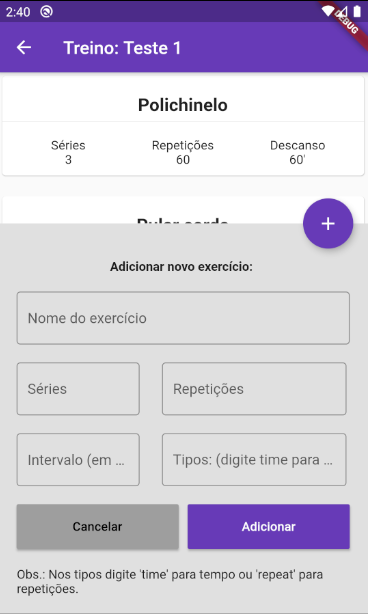 2:40
DEBUG
Treino: Teste 1
Polichinelo
Séries Repetições Descanso
3 60 60'
Pular corda
+
Adicionar novo exercício:
Nome do exercício
Séries Repetições
Intervalo (em ... Tipos: (digite time para ...
Cancelar Adicionar
Obs.: Nos tipos digite 'time' para tempo ou 'repeat' para
repetições.